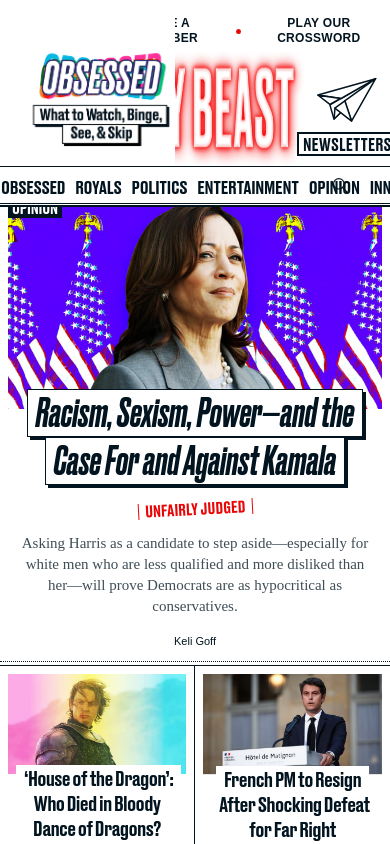 E A
BER
PLAY OUR
CROSSWORD
OBSESSED
What to Watch, Binge,
See, & Skip
Y BEAST
NEWSLETTERS
OBSESSED ROYALS POLITICS ENTERTAINMENT OPINION INN
OPINION
Racism, Sexism, Power—and the
Case For and Against Kamala
UNFAIRLY JUDGED
Asking Harris as a candidate to step aside—especially for
white men who are less qualified and more disliked than
her—will prove Democrats are as hypocritical as
conservatives.
Keli Goff
Hôtel de Matignon
‘House of the Dragon’:
Who Died in Bloody
Dance of Dragons?
French PM to Resign
After Shocking Defeat
for Far Right